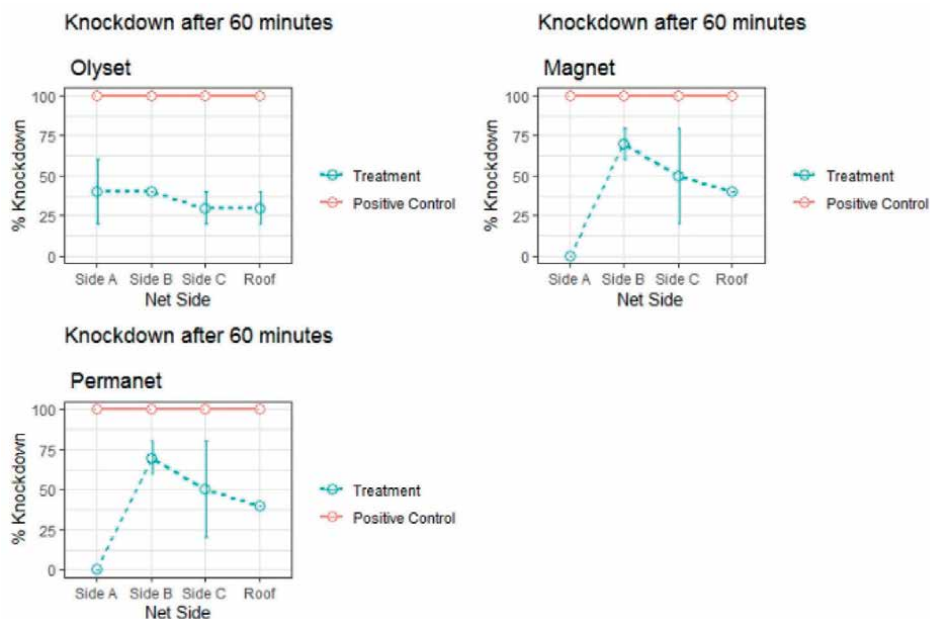 Knockdown after 60 minutes
Olyset
100
75
50
25
0
% Knockdown
Side A Side B Side C Roof
Net Side
Treatment
Positive Control
Knockdown after 60 minutes
Magnet
100
75
50
25
0
% Knockdown
Side A Side B Side C Roof
Net Side
Treatment
Positive Control
Knockdown after 60 minutes
Permanet
100
75
50
25
0
% Knockdown
Side A Side B Side C Roof
Net Side
Treatment
Positive Control